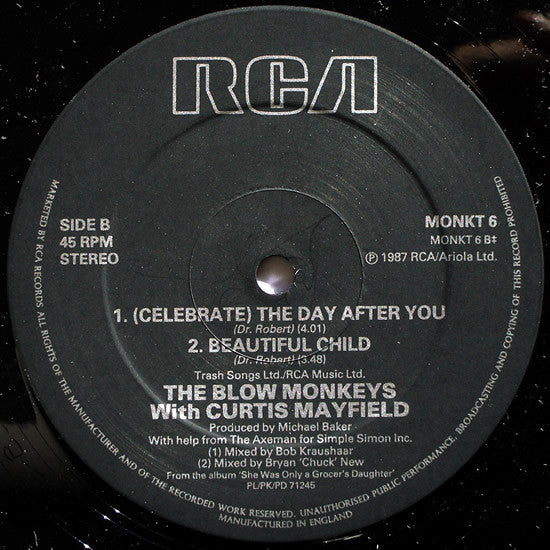 RCA
SIDE B
45 RPM
STEREO
MONKT 6
MONKT 6 B‡
℗ 1987 RCA/Ariola Ltd.
1. (CELEBRATE) THE DAY AFTER YOU
(Dr. Robert) (4.01)
2. BEAUTIFUL CHILD
(Dr. Robert) (3.48)
Trash Songs Ltd./RCA Music Ltd.
THE BLOW MONKEYS
With CURTIS MAYFIELD
Produced by Michael Baker
With help from The Axeman for Simple Simon Inc.
(1) Mixed by Bob Kraushaar
(2) Mixed by Bryan 'Chuck' New
From the album 'She Was Only a Grocer's Daughter'
PL/PK/PD 71245
MARKETED BY RCA RECORDS ALL RIGHTS OF THE MANUFACTURER AND OF THE RECORDED WORK RESERVED. UNAUTHORISED PUBLIC PERFORMANCE, BROADCASTING AND COPYING OF THIS RECORD PROHIBITED
MANUFACTURED IN ENGLAND